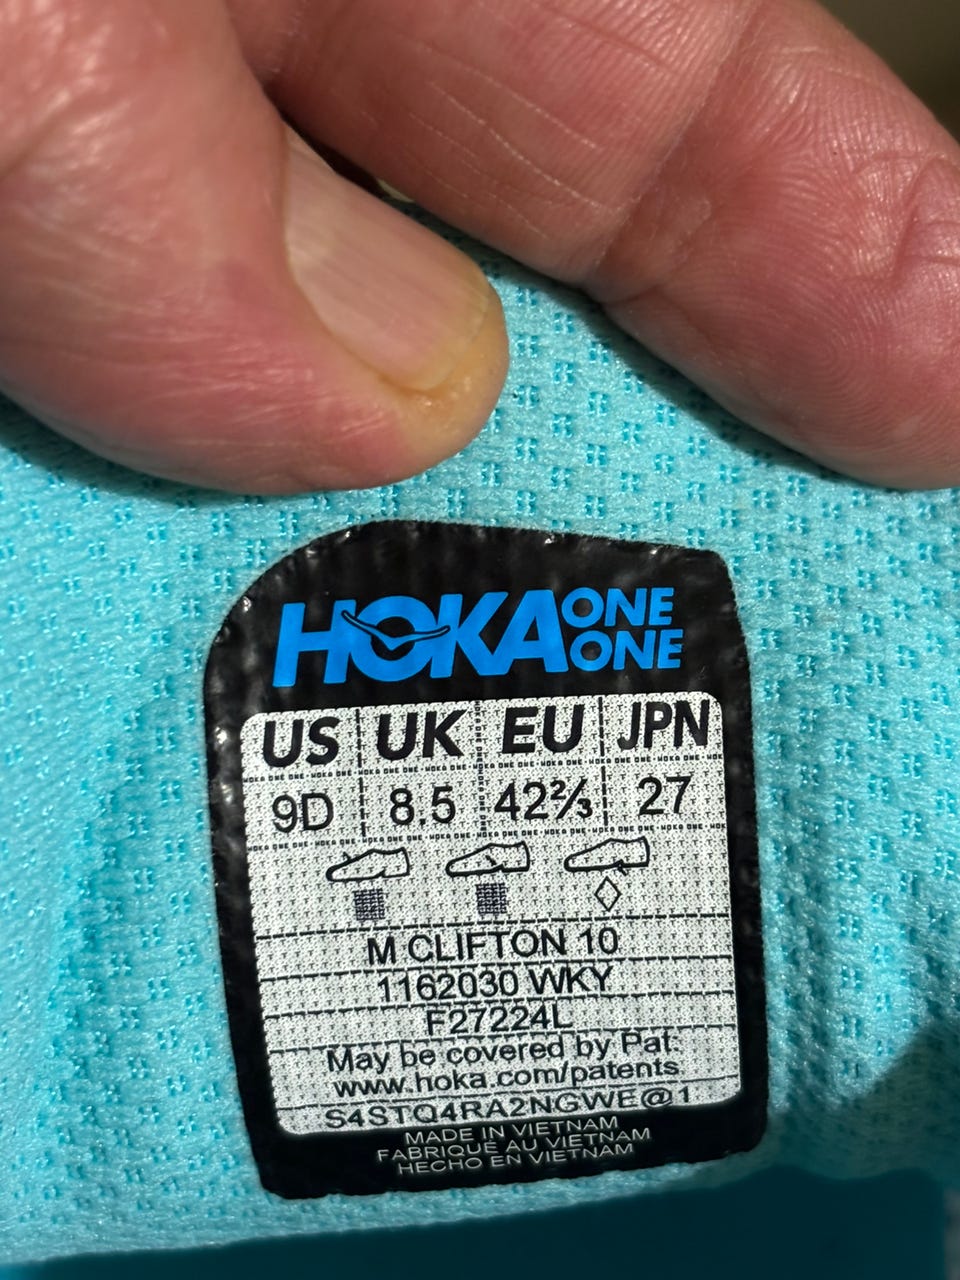 HOKA ONE ONE
US UK EU JPN
9D 8.5 42⅔ 27
M CLIFTON 10
1162030 WKY
F27224L
May be covered by Pat:
www.hoka.com/patents
S4STQ4RA2NGWE@1
MADE IN VIETNAM
FABRIQUÉ AU VIETNAM
HECHO EN VIETNAM